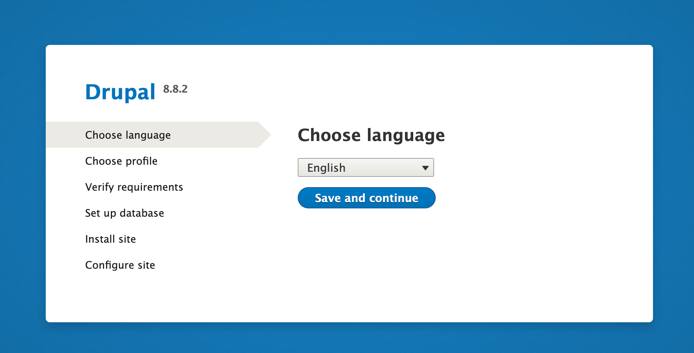 Drupal 8.8.2
Choose language
Choose profile
Verify requirements
Set up database
Install site
Configure site
Choose language
English
Save and continue